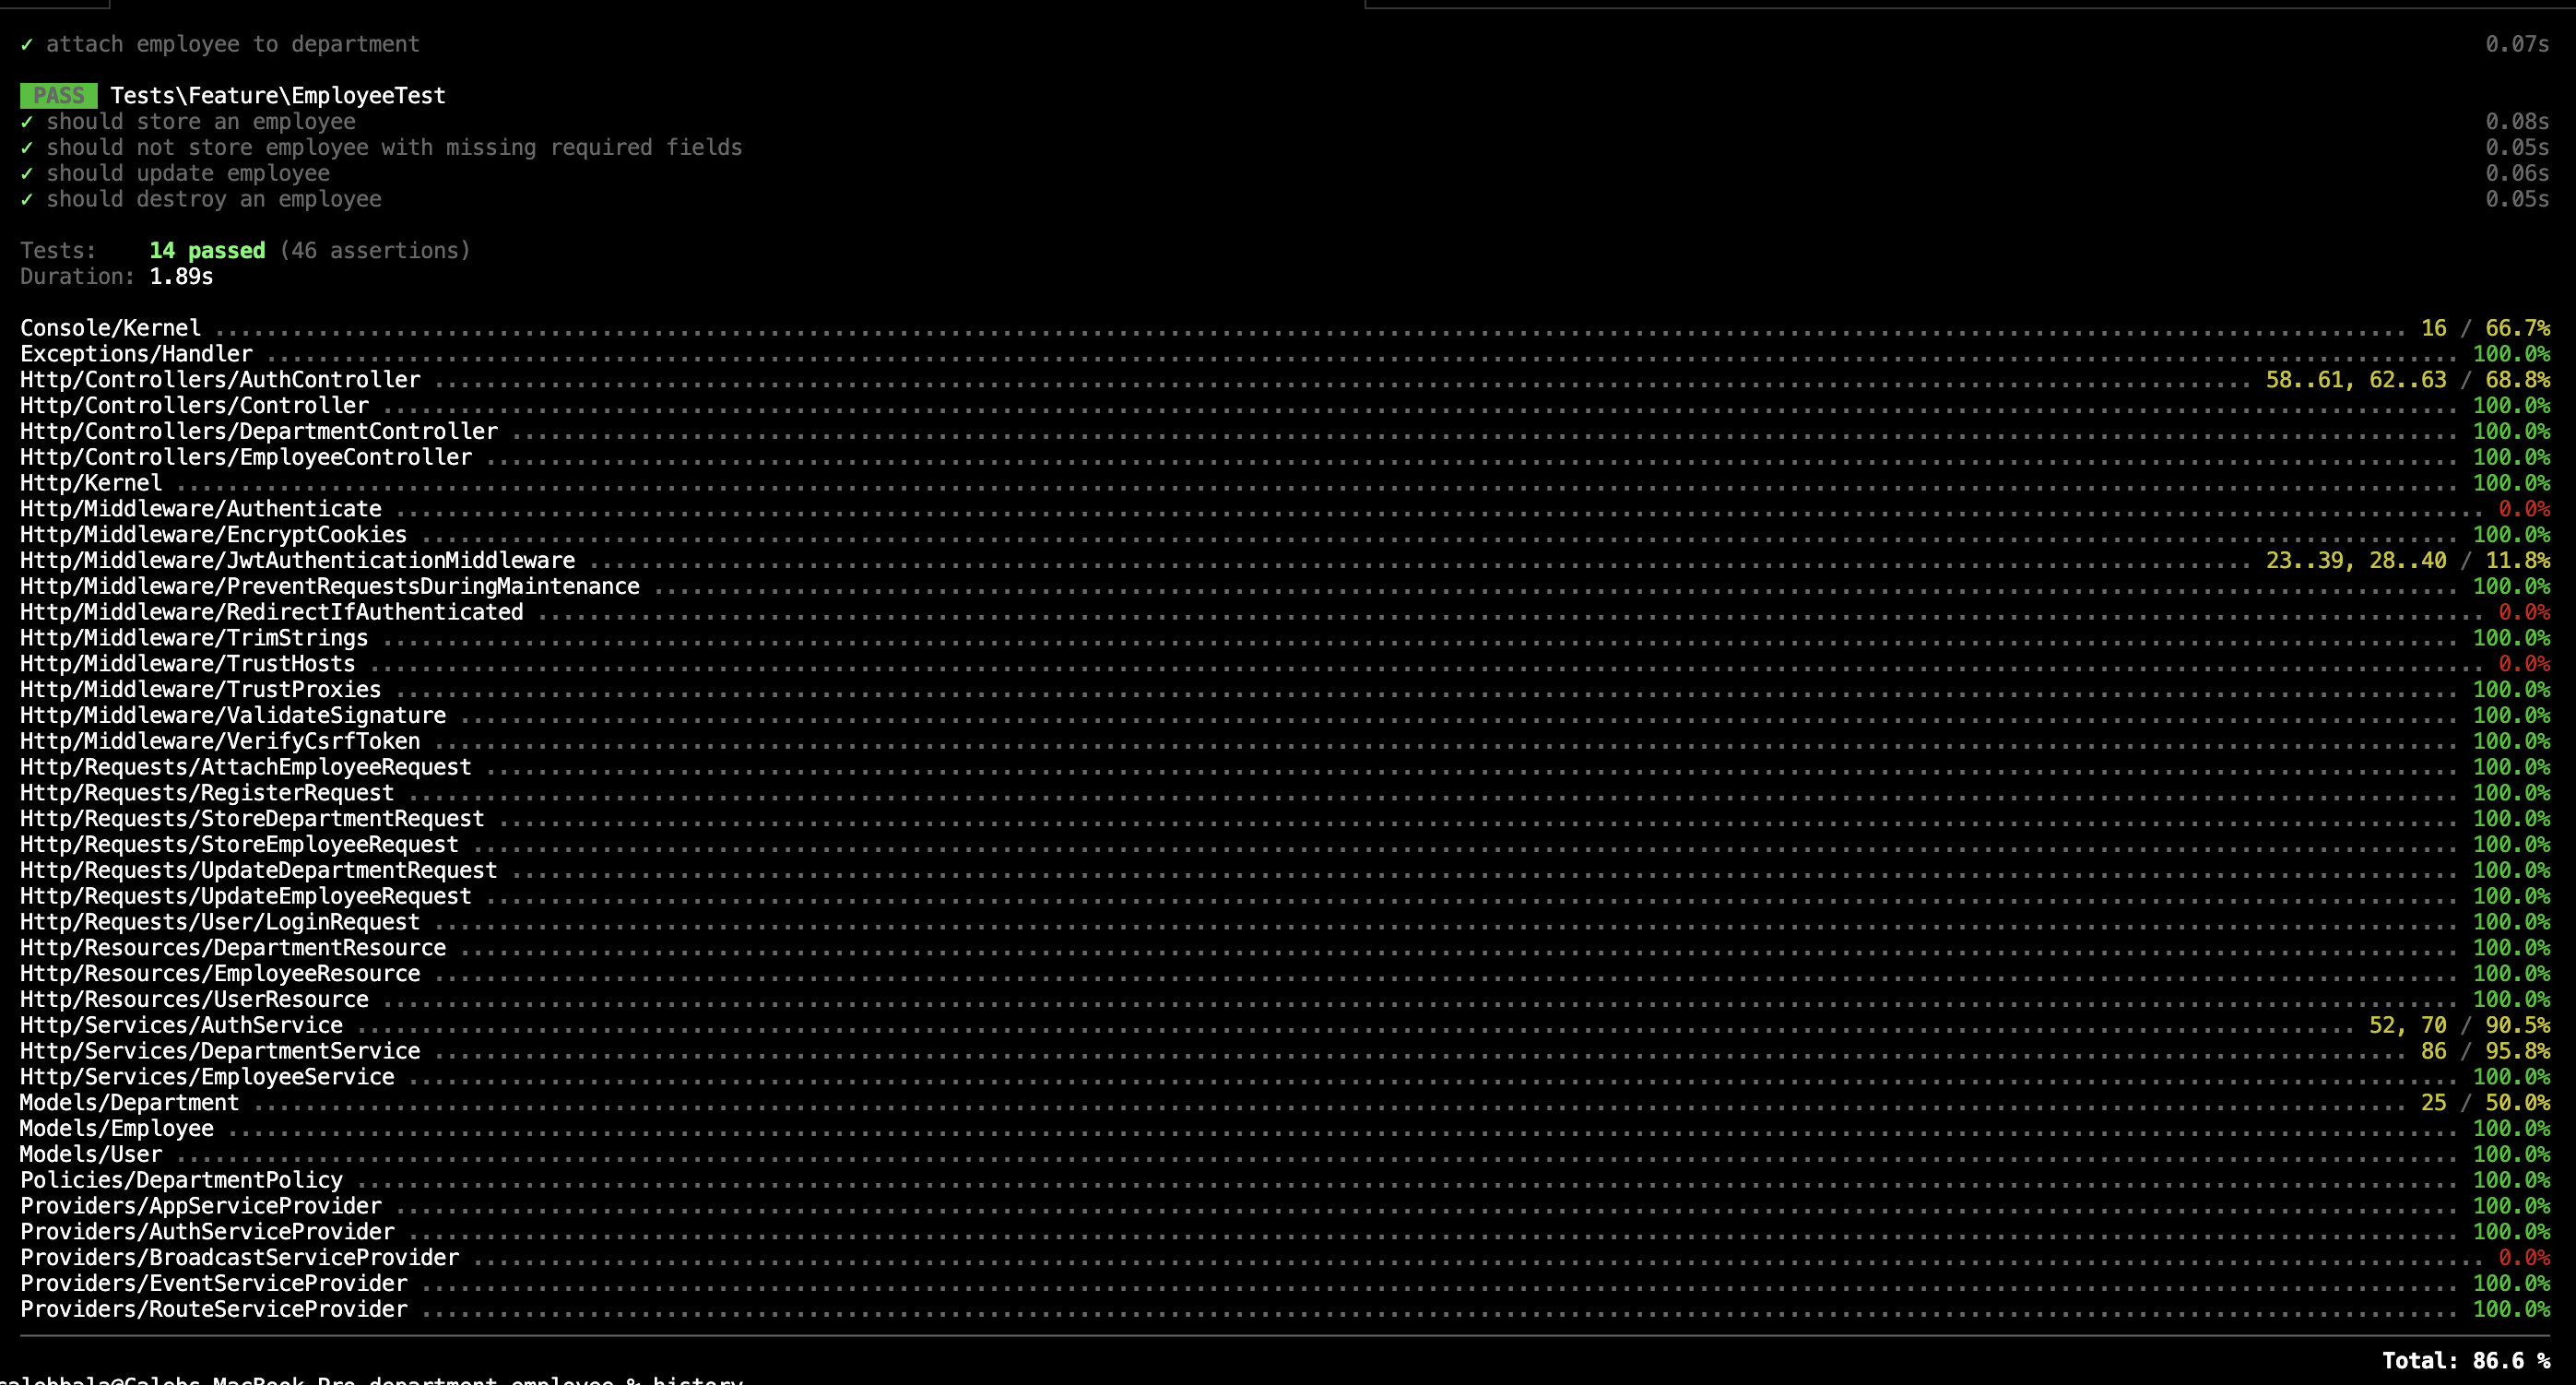 ✓ attach employee to department 0.07s
PASS Tests\Feature\EmployeeTest
✓ should store an employee 0.08s
✓ should not store employee with missing required fields 0.05s
✓ should update employee 0.06s
✓ should destroy an employee 0.05s
Tests: 14 passed (46 assertions)
Duration: 1.89s
Console/Kernel 16 / 66.7%
Exceptions/Handler 100.0%
Http/Controllers/AuthController 58..61, 62..63 / 68.8%
Http/Controllers/Controller 100.0%
Http/Controllers/DepartmentController 100.0%
Http/Controllers/EmployeeController 100.0%
Http/Kernel 100.0%
Http/Middleware/Authenticate 0.0%
Http/Middleware/EncryptCookies 100.0%
Http/Middleware/JwtAuthenticationMiddleware 23..39, 28..40 / 11.8%
Http/Middleware/PreventRequestsDuringMaintenance 100.0%
Http/Middleware/RedirectIfAuthenticated 0.0%
Http/Middleware/TrimStrings 100.0%
Http/Middleware/TrustHosts 0.0%
Http/Middleware/TrustProxies 100.0%
Http/Middleware/ValidateSignature 100.0%
Http/Middleware/VerifyCsrfToken 100.0%
Http/Requests/AttachEmployeeRequest 100.0%
Http/Requests/RegisterRequest 100.0%
Http/Requests/StoreDepartmentRequest 100.0%
Http/Requests/StoreEmployeeRequest 100.0%
Http/Requests/UpdateDepartmentRequest 100.0%
Http/Requests/UpdateEmployeeRequest 100.0%
Http/Requests/User/LoginRequest 100.0%
Http/Resources/DepartmentResource 100.0%
Http/Resources/EmployeeResource 100.0%
Http/Resources/UserResource 100.0%
Http/Services/AuthService 52, 70 / 90.5%
Http/Services/DepartmentService 86 / 95.8%
Http/Services/EmployeeService 100.0%
Models/Department 25 / 50.0%
Models/Employee 100.0%
Models/User 100.0%
Policies/DepartmentPolicy 100.0%
Providers/AppServiceProvider 100.0%
Providers/AuthServiceProvider 100.0%
Providers/BroadcastServiceProvider 0.0%
Providers/EventServiceProvider 100.0%
Providers/RouteServiceProvider 100.0%
Total: 86.6 %